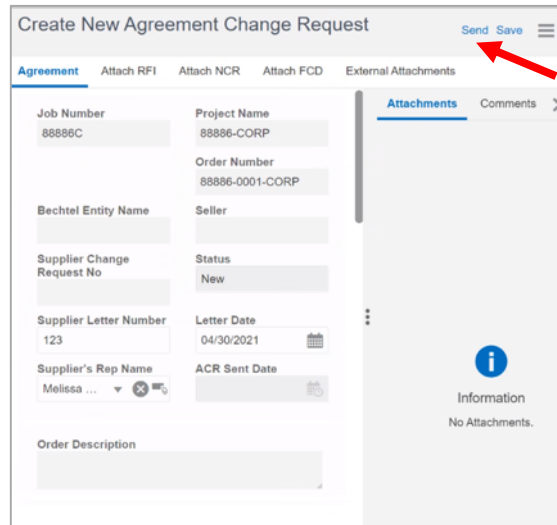 Create New Agreement Change Request
Send Save
Agreement Attach RFI Attach NCR Attach FCD External Attachments
Attachments Comments
Job Number Project Name
88886C 88886-CORP
Order Number
88886-0001-CORP
Bechtel Entity Name Seller
Supplier Change Request No Status
New
Supplier Letter Number Letter Date
123 04/30/2021
Supplier's Rep Name ACR Sent Date
Melissa ...
Information
No Attachments.
Order Description